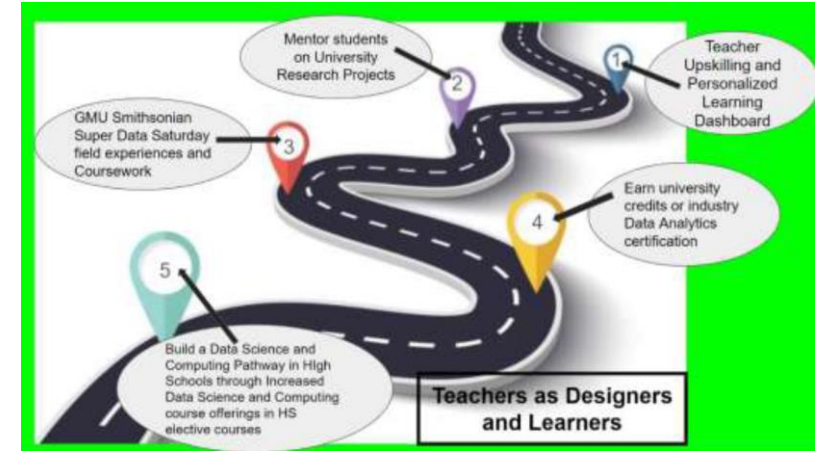 Mentor students
on University
Research Projects
2
1
Teacher
Upskilling and
Personalized
Learning
Dashboard
GMU Smithsonian
Super Data Saturday
field experiences and
Coursework
3
4
Earn university
credits or industry
Data Analytics
certification
5
Build a Data Science and
Computing Pathway in HIgh
Schools through Increased
Data Science and Computing
course offerings in HS
elective courses
Teachers as Designers
and Learners